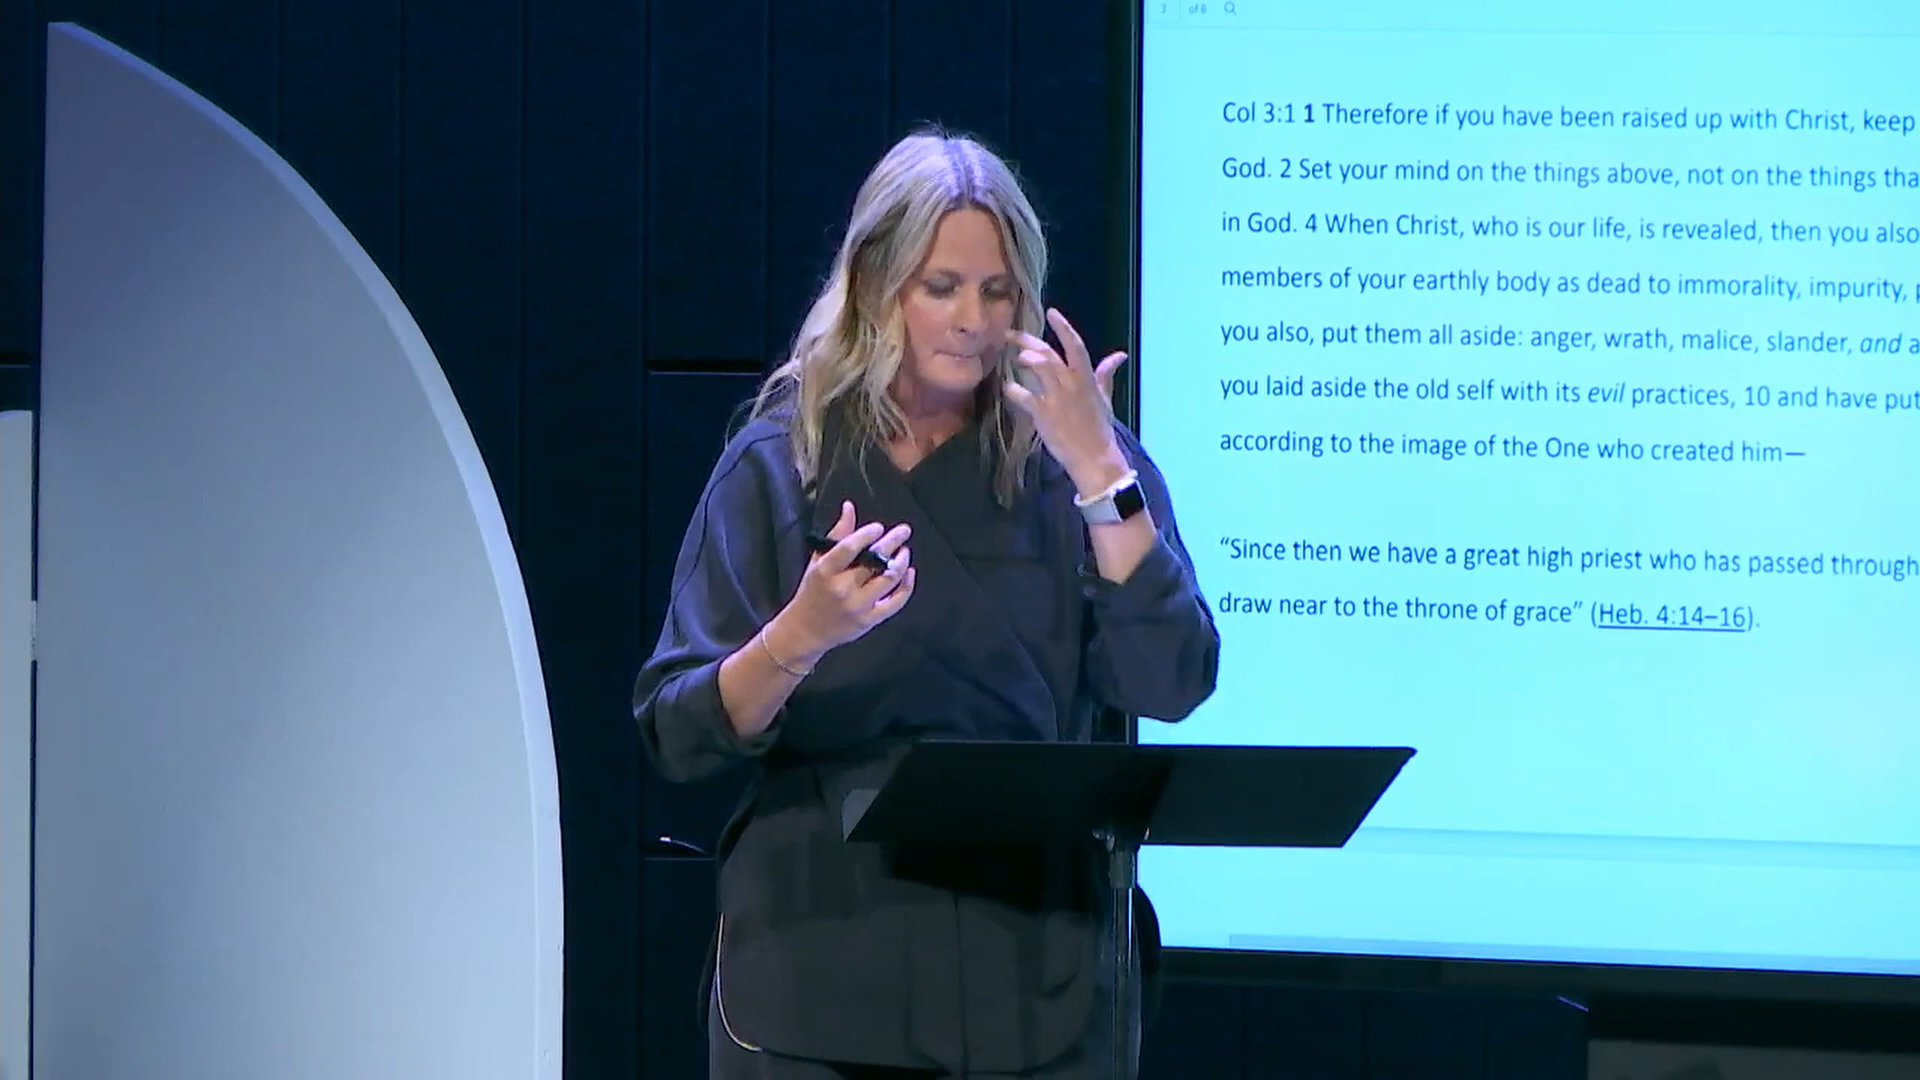 3 of 6
Col 3:1 1 Therefore if you have been raised up with Christ, keep
God. 2 Set your mind on the things above, not on the things tha
in God. 4 When Christ, who is our life, is revealed, then you also
members of your earthly body as dead to immorality, impurity, p
you also, put them all aside: anger, wrath, malice, slander, and a
you laid aside the old self with its evil practices, 10 and have put
according to the image of the One who created him—
“Since then we have a great high priest who has passed through
draw near to the throne of grace” (Heb. 4:14–16).